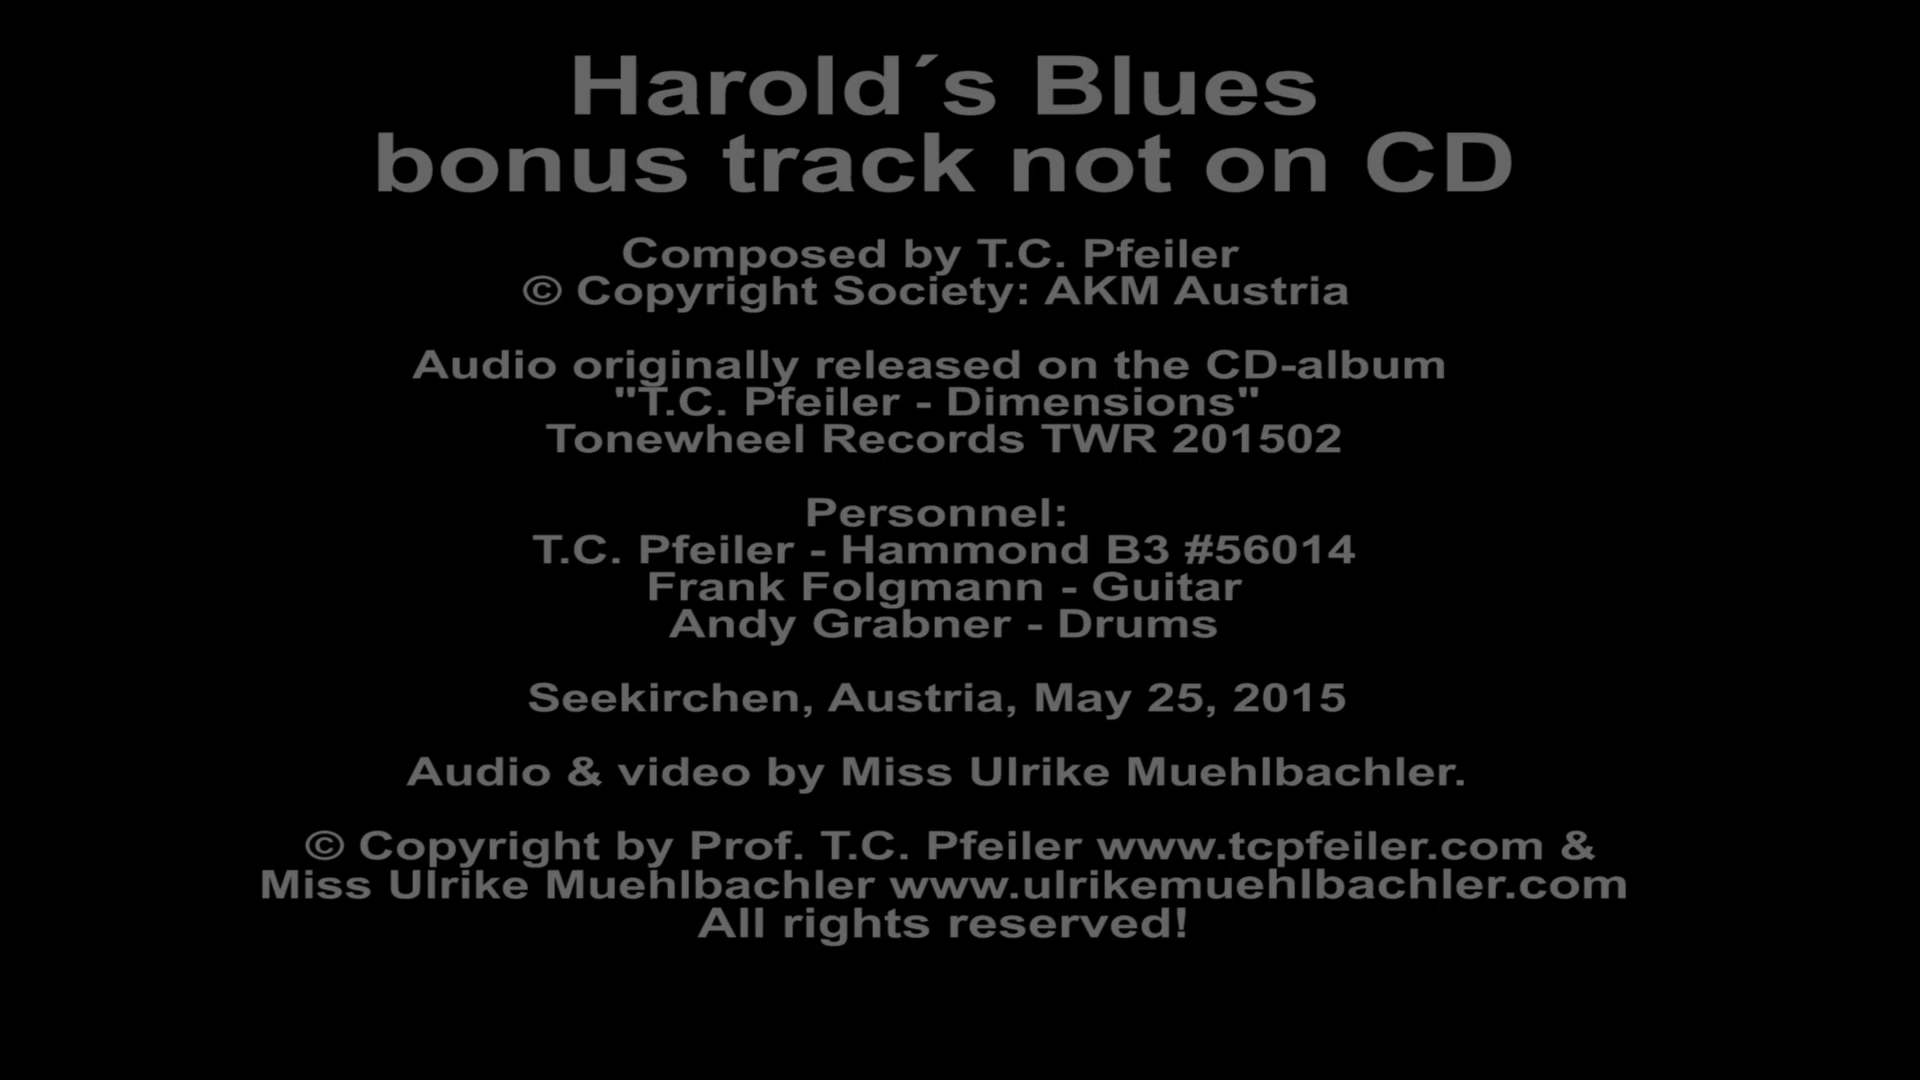 Harold´s Blues
bonus track not on CD
Composed by T.C. Pfeiler
© Copyright Society: AKM Austria
Audio originally released on the CD-album
"T.C. Pfeiler - Dimensions"
Tonewheel Records TWR 201502
Personnel:
T.C. Pfeiler - Hammond B3 #56014
Frank Folgmann - Guitar
Andy Grabner - Drums
Seekirchen, Austria, May 25, 2015
Audio & video by Miss Ulrike Muehlbachler.
© Copyright by Prof. T.C. Pfeiler www.tcpfeiler.com &
Miss Ulrike Muehlbachler www.ulrikemuehlbachler.com
All rights reserved!